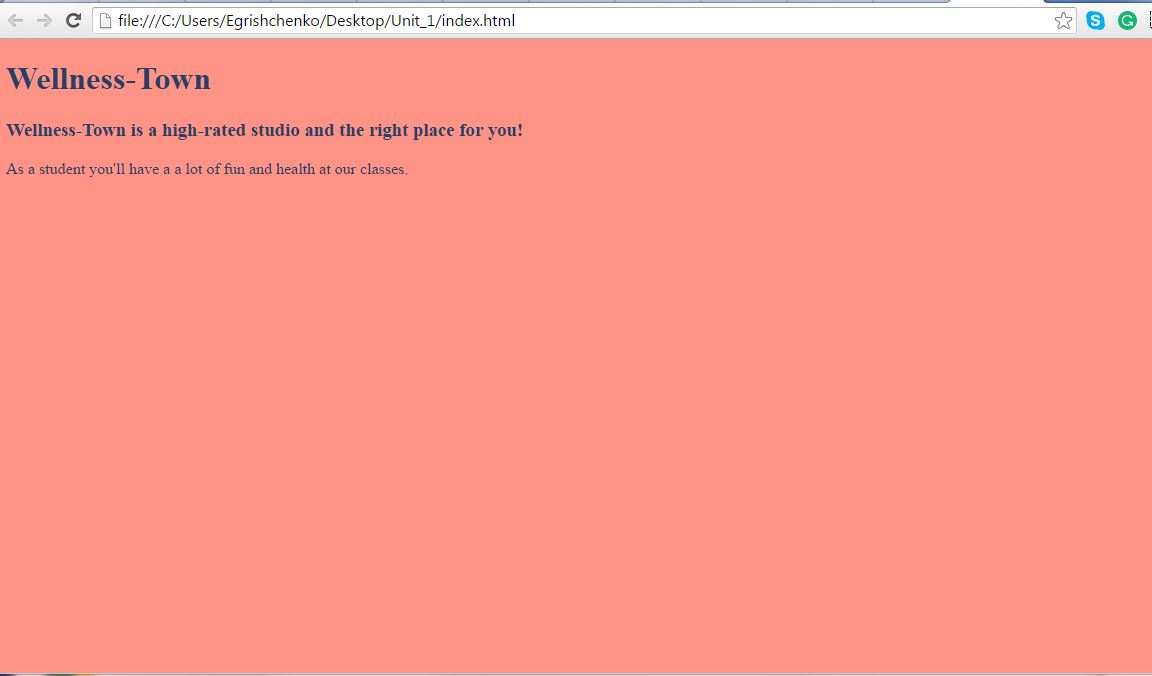 file:///C:/Users/Egrishchenko/Desktop/Unit_1/index.html
Wellness-Town
Wellness-Town is a high-rated studio and the right place for you!
As a student you'll have a a lot of fun and health at our classes.